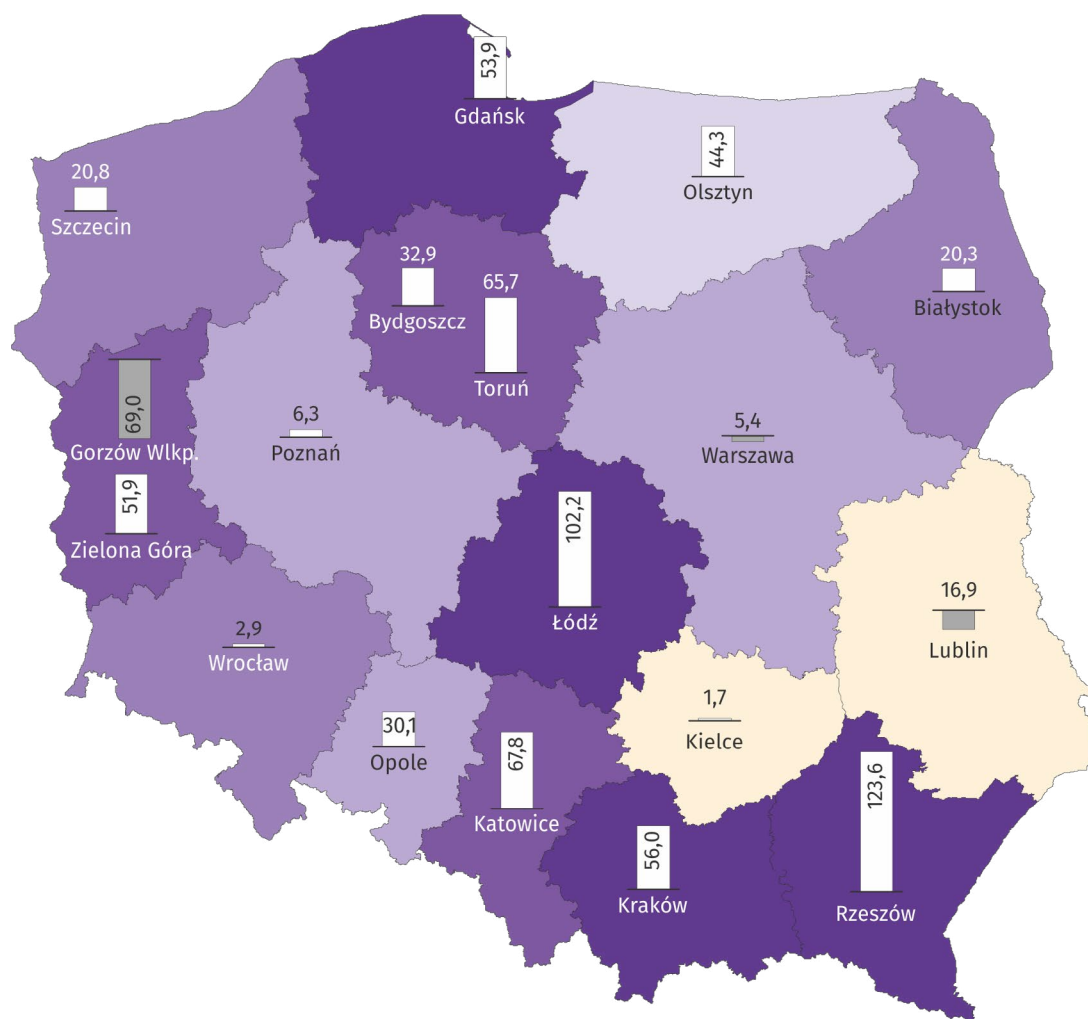 53,9
Gdańsk
44,3
Olsztyn
20,8
Szczecin
20,3
Białystok
32,9
Bydgoszcz
65,7
Toruń
69,0
Gorzów Wlkp.
6,3
Poznań
5,4
Warszawa
51,9
Zielona Góra
102,2
Łódź
2,9
Wrocław
16,9
Lublin
30,1
Opole
67,8
Katowice
1,7
Kielce
56,0
Kraków
123,6
Rzeszów